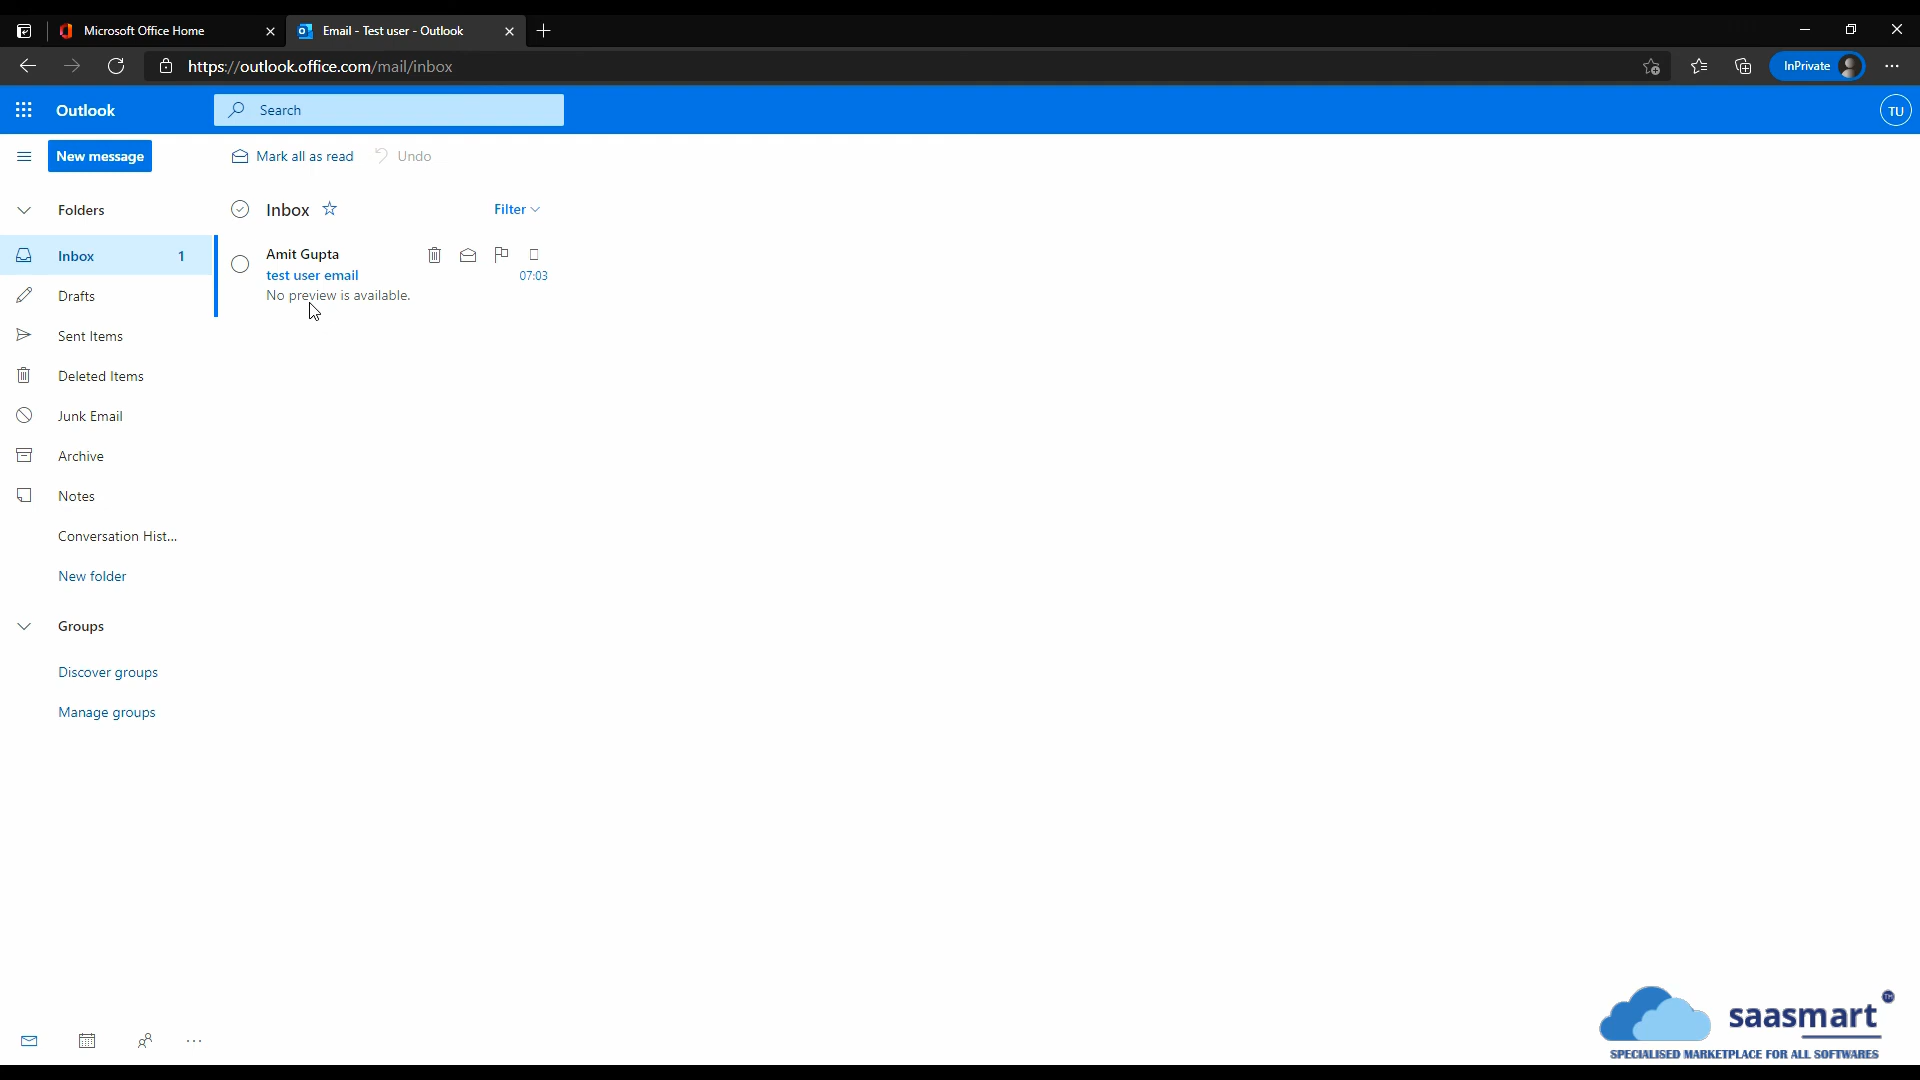 Microsoft Office Home
Email - Test user - Outlook
https://outlook.office.com/mail/inbox
InPrivate
Outlook
Search
TU
New message
Mark all as read
Undo
Folders
Inbox
Filter
Inbox 1
Amit Gupta
test user email
07:03
No preview is available.
Drafts
Sent Items
Deleted Items
Junk Email
Archive
Notes
Conversation Hist...
New folder
Groups
Discover groups
Manage groups
saasmart TM
SPECIALISED MARKETPLACE FOR ALL SOFTWARES